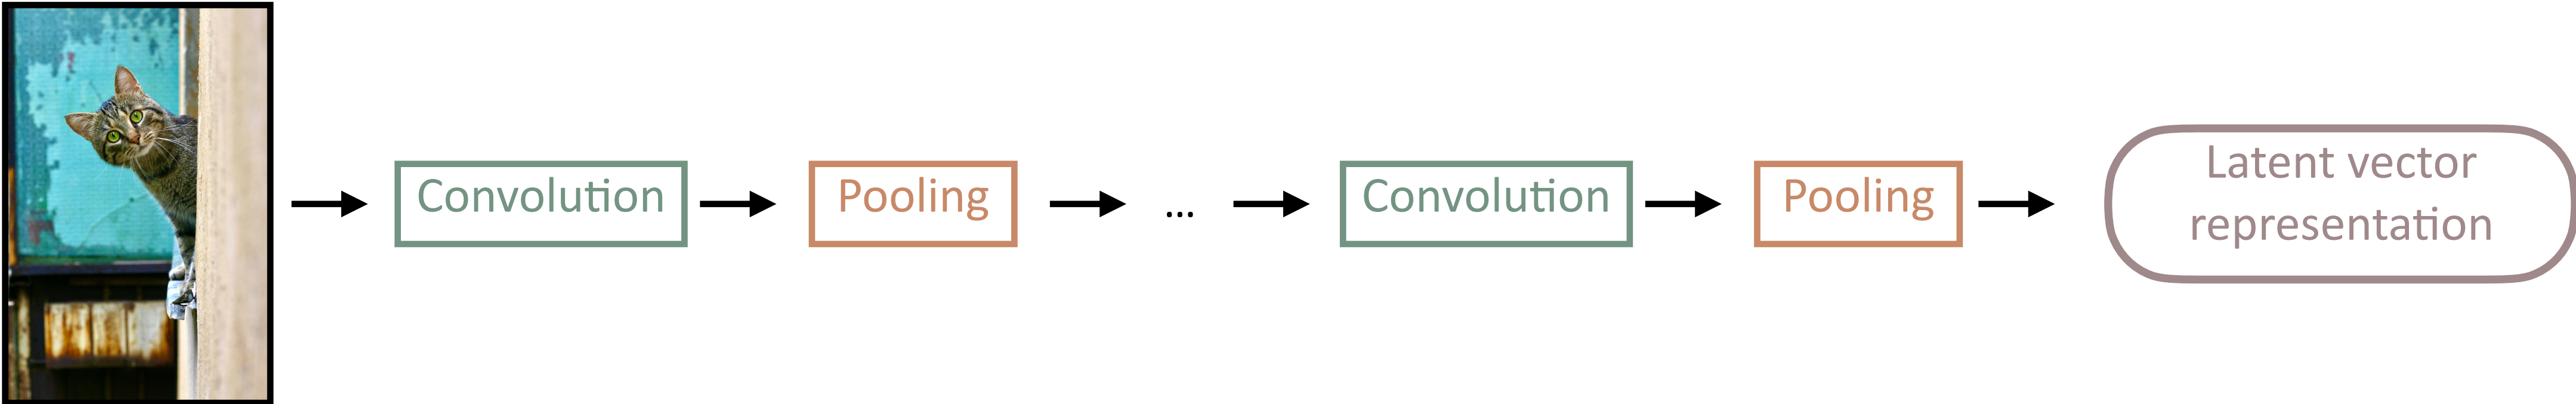 Convolution
Pooling
...
Convolution
Pooling
Latent vector
representation